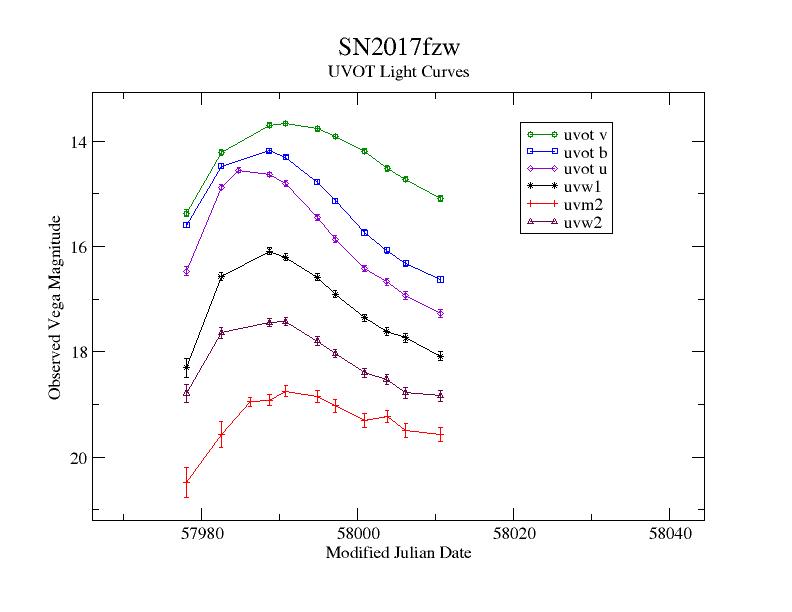 SN2017fzw
UVOT Light Curves
uvot v
uvot b
uvot u
uvw1
uvm2
uvw2
Observed Vega Magnitude
14
16
18
20
57980 58000 58020 58040
Modified Julian Date